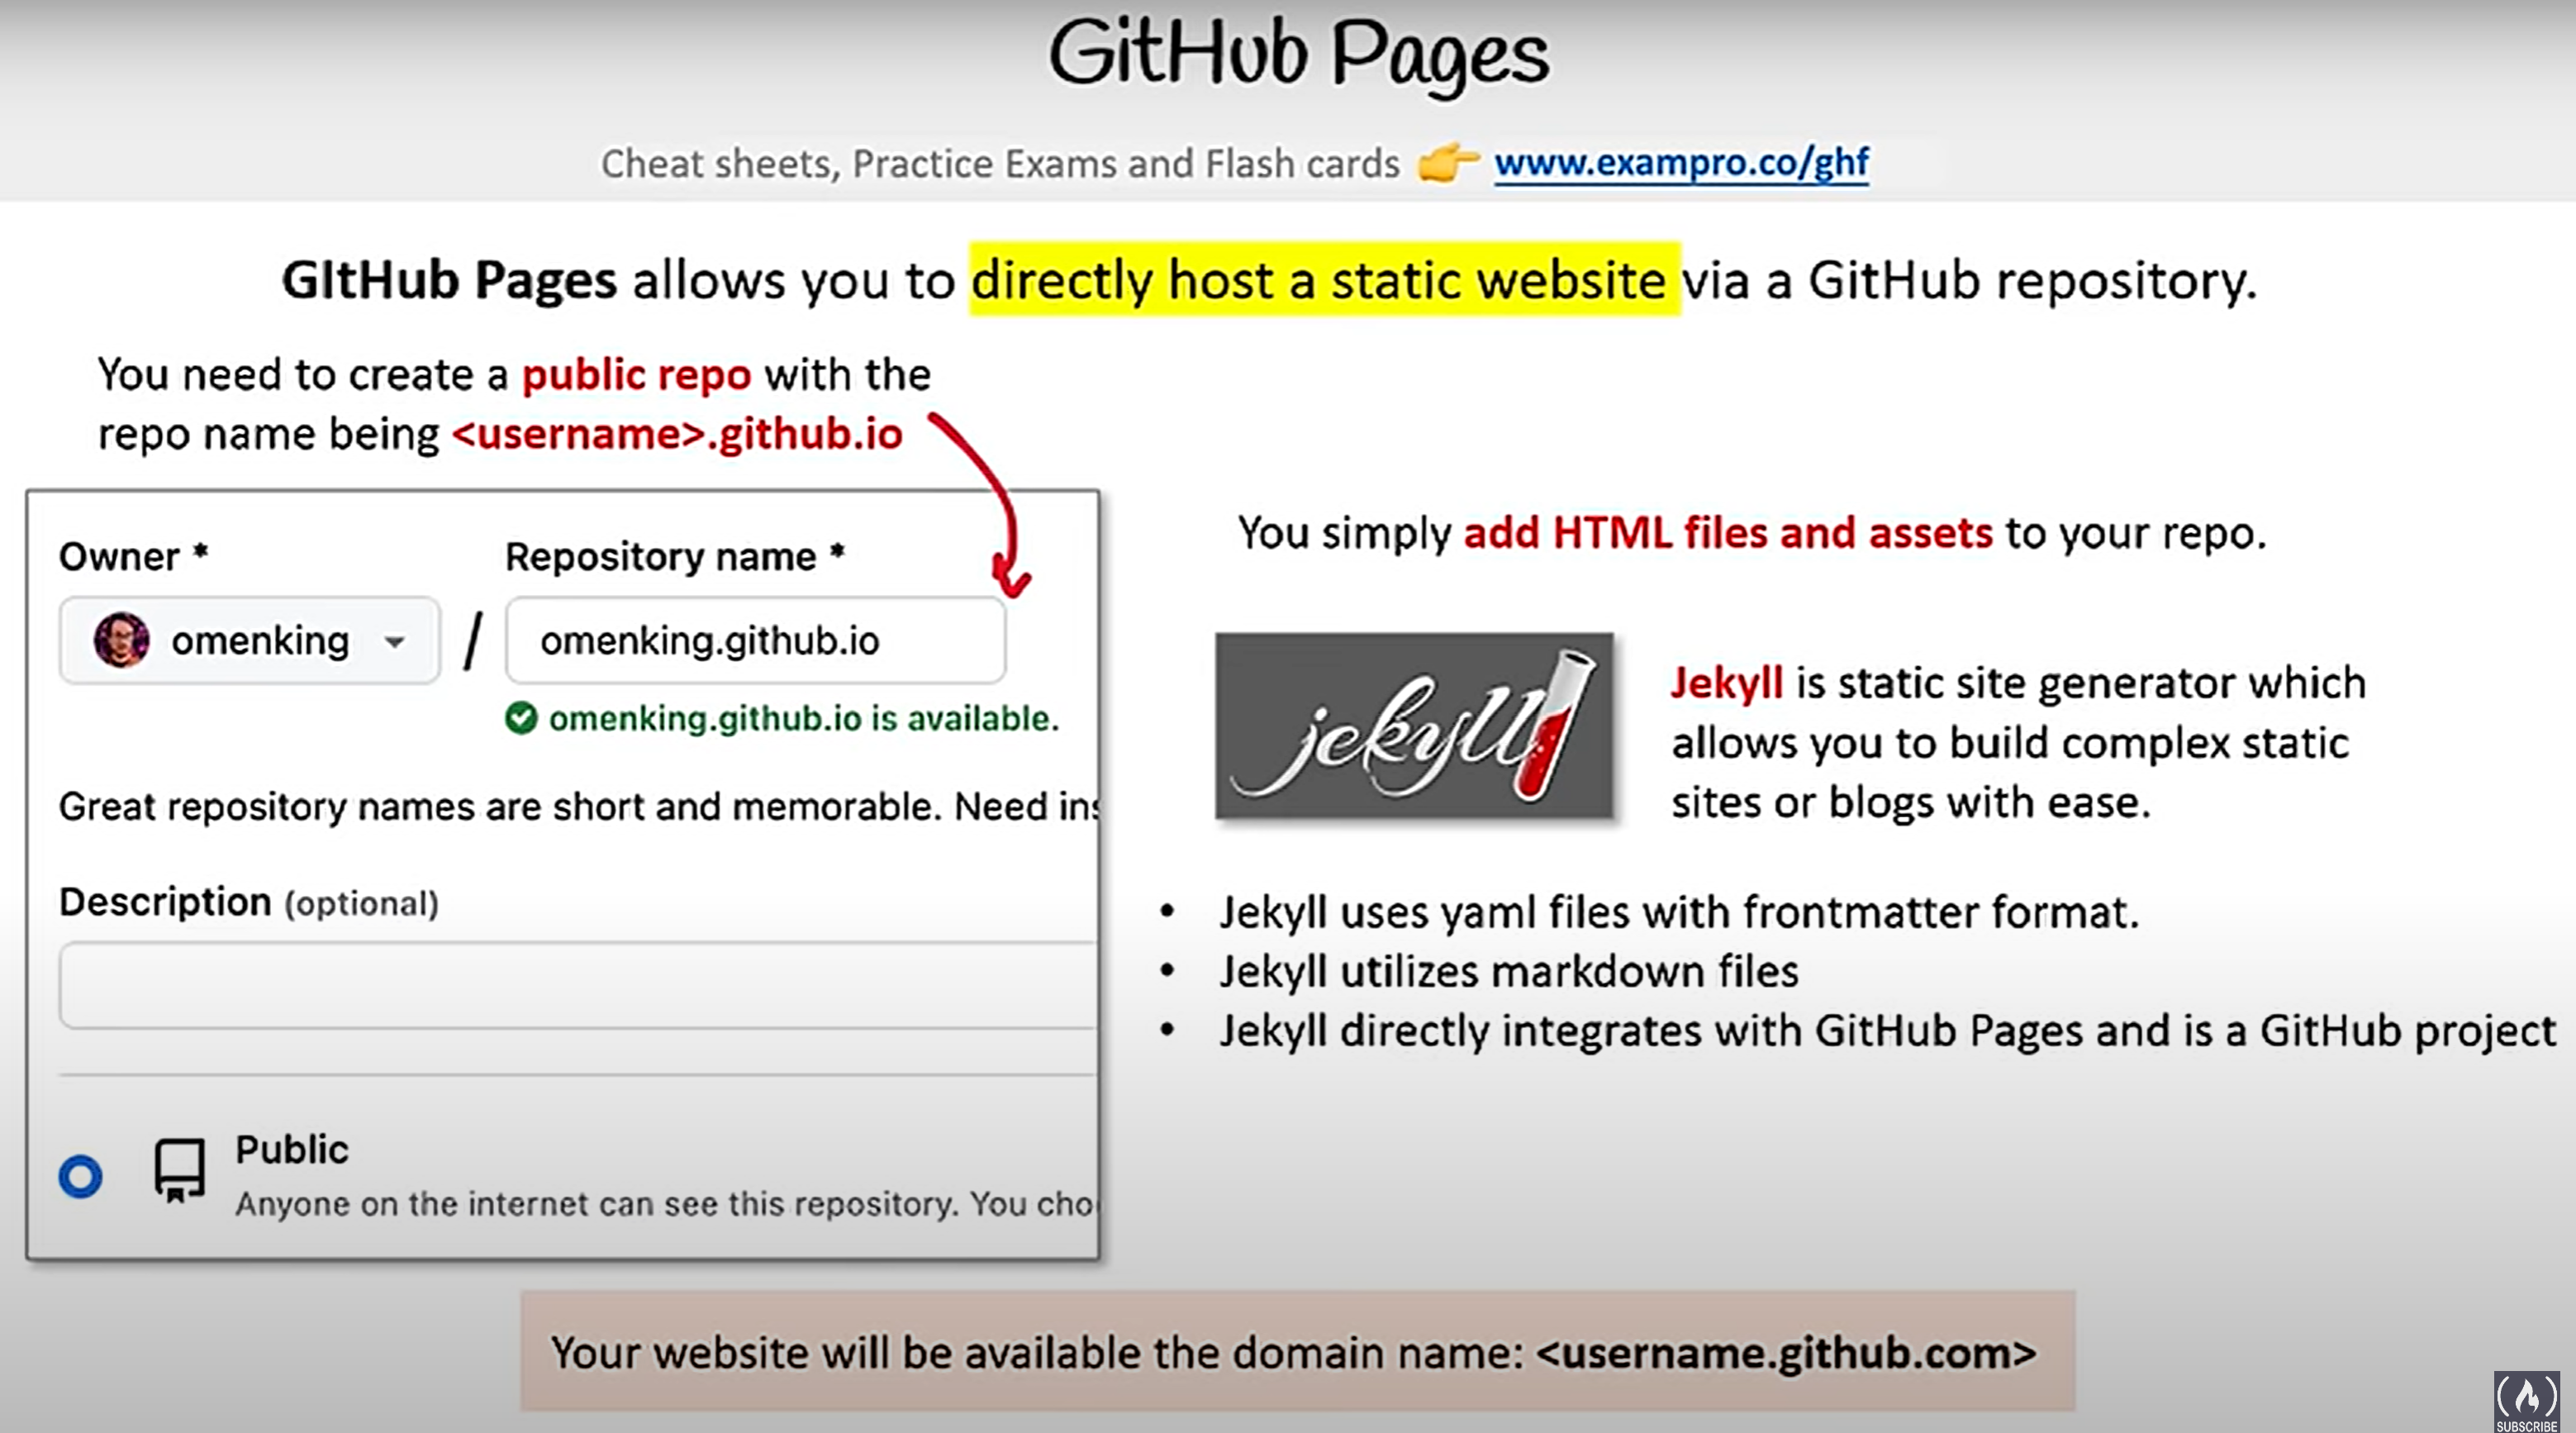 GitHub Pages
Cheat sheets, Practice Exams and Flash cards 👉 www.exampro.co/ghf
GItHub Pages allows you to directly host a static website via a GitHub repository.
You need to create a public repo with the
repo name being <username>.github.io
Owner *
Repository name *
omenking
/
omenking.github.io
omenking.github.io is available.
Great repository names are short and memorable. Need ins
Description (optional)
Public
Anyone on the internet can see this repository. You cho
You simply add HTML files and assets to your repo.
jekyll
Jekyll is static site generator which
allows you to build complex static
sites or blogs with ease.
• Jekyll uses yaml files with frontmatter format.
• Jekyll utilizes markdown files
• Jekyll directly integrates with GitHub Pages and is a GitHub project
Your website will be available the domain name: <username.github.com>
SUBSCRIBE